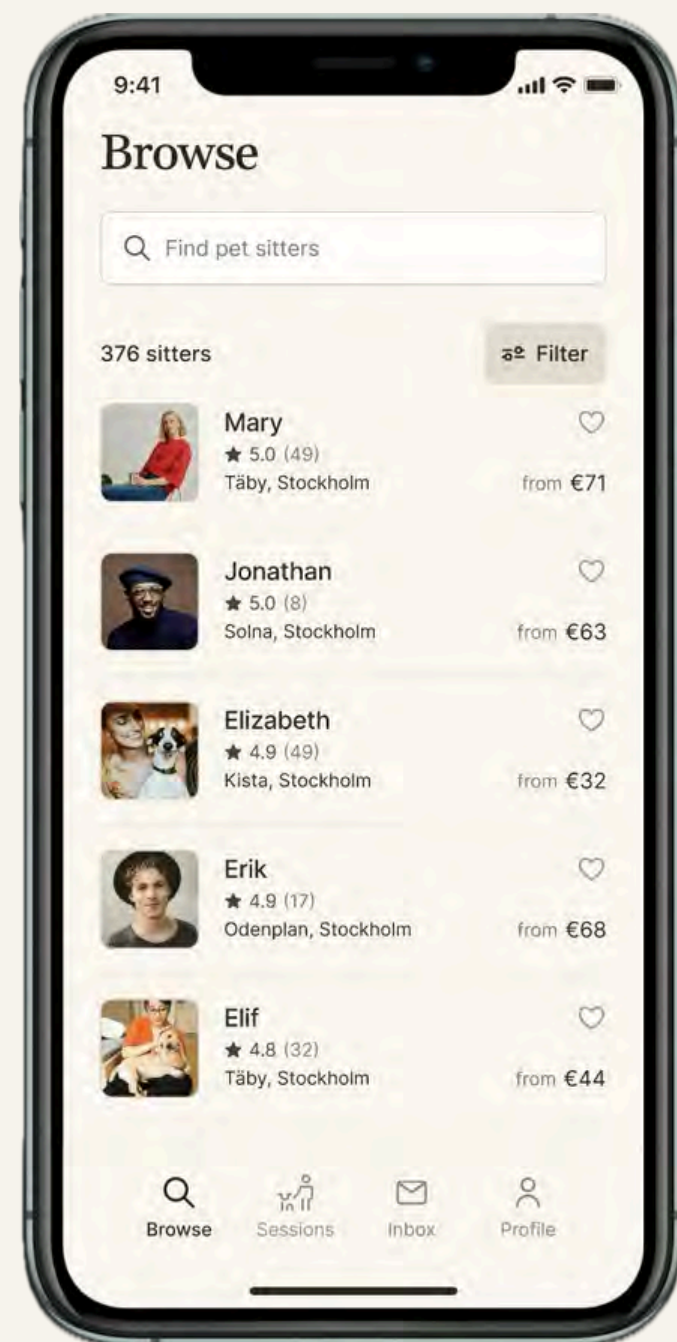 9:41
Browse
Find pet sitters
376 sitters
Filter
Mary
5.0 (49)
Täby, Stockholm
from €71
Jonathan
5.0 (8)
Solna, Stockholm
from €63
Elizabeth
4.9 (49)
Kista, Stockholm
from €32
Erik
4.9 (17)
Odenplan, Stockholm
from €68
Elif
4.8 (32)
Täby, Stockholm
from €44
Browse
Sessions
Inbox
Profile